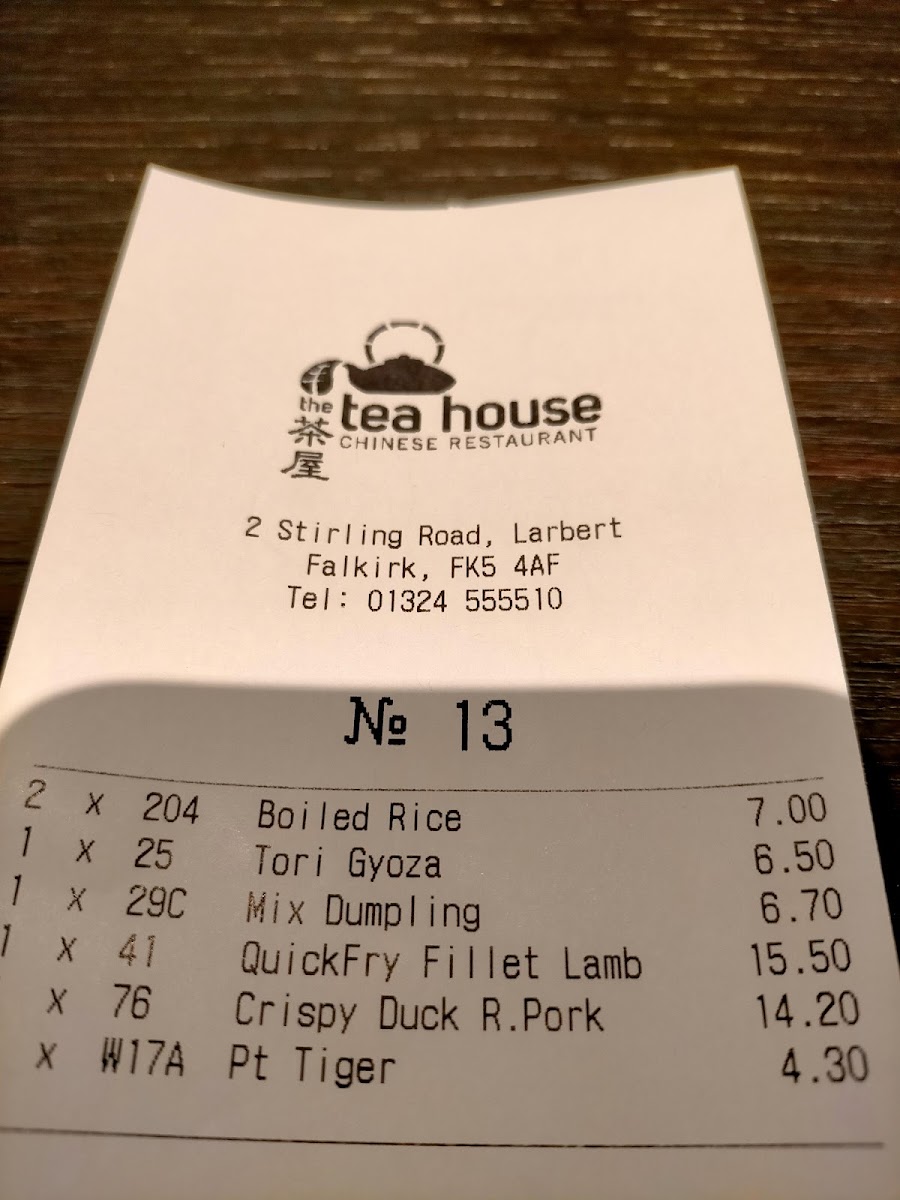 the tea house
茶屋
CHINESE RESTAURANT
2 Stirling Road, Larbert
Falkirk, FK5 4AF
Tel: 01324 555510
№ 13
2 x 204 Boiled Rice 7.00
1 x 25 Tori Gyoza 6.50
1 x 29C Mix Dumpling 6.70
1 x 41 QuickFry Fillet Lamb 15.50
x 76 Crispy Duck R.Pork 14.20
x W17A Pt Tiger 4.30